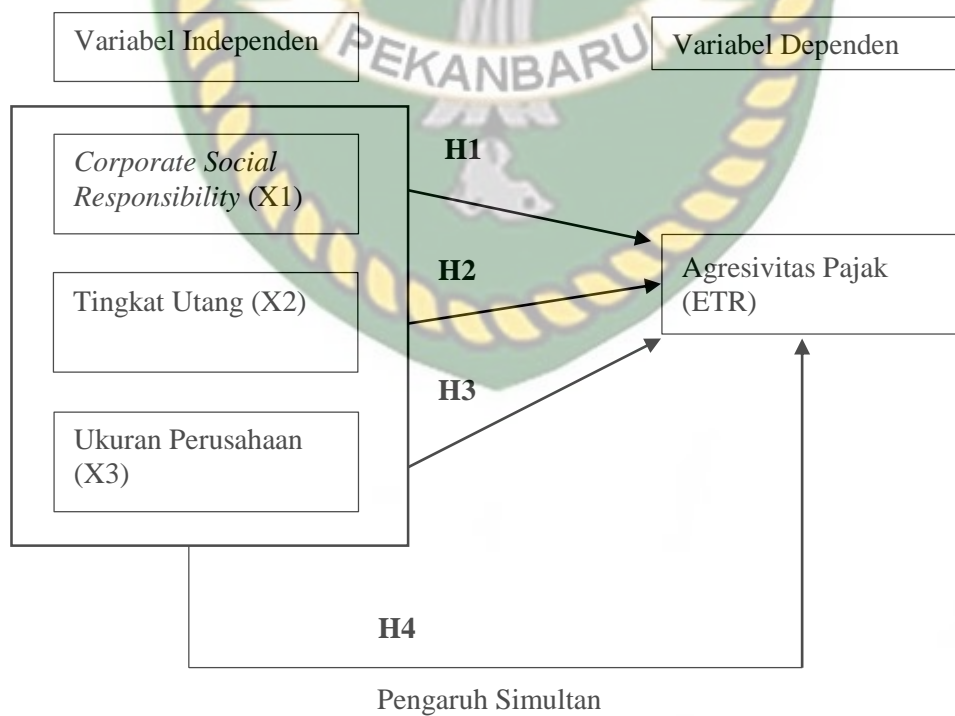 Variabel Independen
Variabel Dependen
PEKANBARU
Corporate Social
Responsibility (X1)
H1
Tingkat Utang (X2)
H2
Agresivitas Pajak
(ETR)
Ukuran Perusahaan
(X3)
H3
H4
Pengaruh Simultan